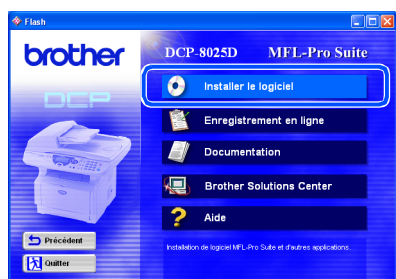 Flash
brother
DCP-8025D MFL-Pro Suite
DCP
Installer le logiciel
Enregistrement en ligne
Documentation
Brother Solutions Center
Aide
Précédent
Quitter
Installation de logiciel MFL-Pro Suite et d'autres applications.